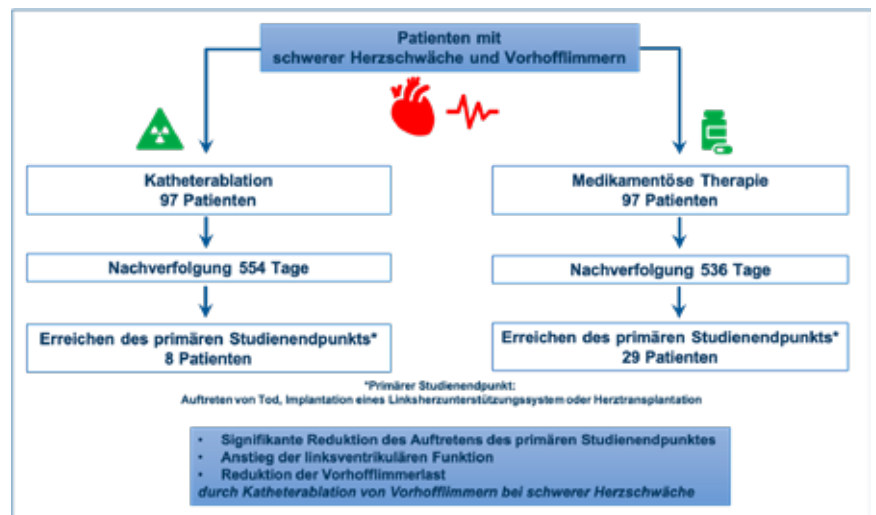 Patienten mit
schwerer Herzschwäche und Vorhofflimmern
Katheterablation
97 Patienten
Medikamentöse Therapie
97 Patienten
Nachverfolgung 554 Tage
Nachverfolgung 536 Tage
Erreichen des primären Studienendpunkts*
8 Patienten
Erreichen des primären Studienendpunkts*
29 Patienten
*Primärer Studienendpunkt:
Auftreten von Tod, Implantation eines Linksherzunterstützungssystem oder Herztransplantation
• Signifikante Reduktion des Auftretens des primären Studienendpunktes
• Anstieg der linksventrikulären Funktion
• Reduktion der Vorhofflimmerlast
durch Katheterablation von Vorhofflimmern bei schwerer Herzschwäche